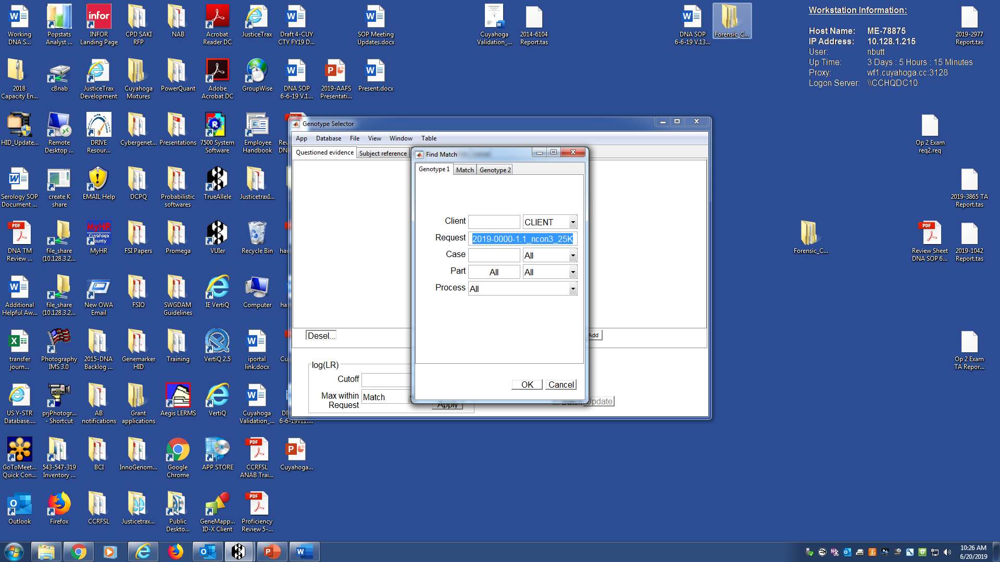 Working
DNA S...
Popstats
Analyst ...
infor
INFOR
Landing Page
CPD SAKI
RFP
NAB
Acrobat
Reader DC
JusticeTrax
Draft 4-CUY
CTY FY19 D...
SOP Meeting
Updates.docx
Cuyahoga
Validation_...
2014-6104
Report.tas
DNA SOP
6-6-19 V.13...
Forensic_C...
Workstation Information:
Host Name: ME-78875
IP Address: 10.128.1.215
User: nbutt
Up Time: 3 Days : 5 Hours : 15 Minutes
Proxy: wf1.cuyahoga.cc:3128
Logon Server: \\CCHQDC10
2019-2977
Report.tas
2018
Capacity En...
c8nab
JusticeTrax
Development
Cuyahoga
Mixtures
PowerQuant
Adobe
Acrobat DC
GroupWise
DNA SOP
6-6-19 V.1...
2019-AAFS
Presentati...
Present.docx
HID_Update...
Remote
Desktop ...
DRIVE
Resour...
Cybergenet...
Presentations
7500 System
Software
Employee
Handbook
Op 2 Exam
req2.req
Genotype Selector
App Database File View Window Table
Questioned evidence Subject reference
Find Match
Genotype 1 Match Genotype 2
Client CLIENT
Request 2019-0000-1.1_ncon3_25K
Case All
Part All All
Process All
OK Cancel
Desel...
Add
log(LR)
Cutoff
Max within
Request
Match
Apply
Update
Serology SOP
Document ...
create K
share
EMAIL Help
DCPQ
Probabilistic
softwares
TrueAllele
JusticetraxI...
2019-3865 TA
Report.tas
PDF
DNA TM
Review ...
file_share
(10.128.3.2...
MyHR
Cuyahoga
County
MyHR
FSI Papers
Promega
VUIer
Recycle Bin
Forensic_C...
PDF
Review Sheet
DNA SOP 6...
2019-1042
Report.tas
Additional
Helpful Aw...
file_share
(10.128.3.2...
New OWA
Email
FSIO
SWGDAM
Guidelines
IE VertiQ
Computer
transfer
journ...
Photography
IMS 3.0
2015-DNA
Backlog ...
Genemarker
HID
Training
VertiQ 2.5
iportal
link.docx
Op 2 Exam
TA Repor...
US Y-STR
Database....
prjPhotogr...
- Shortcut
AB
notifications
Grant
applications
Aegis LERMS
VertiQ
Cuyahoga
Validation_...
GoToMeet...
Quick Con...
543-547-319
Inventory ...
BCI
InnoGenom...
Google
Chrome
APP STORE
PDF
CCRFSL
ANAB Trai...
Cuyahoga...
Outlook
Firefox
CCRFSL
Justicetrax...
Public
Deskto...
GeneMapp...
ID-X Client
PDF
Proficiency
Review 5-...
10:26 AM
6/20/2019